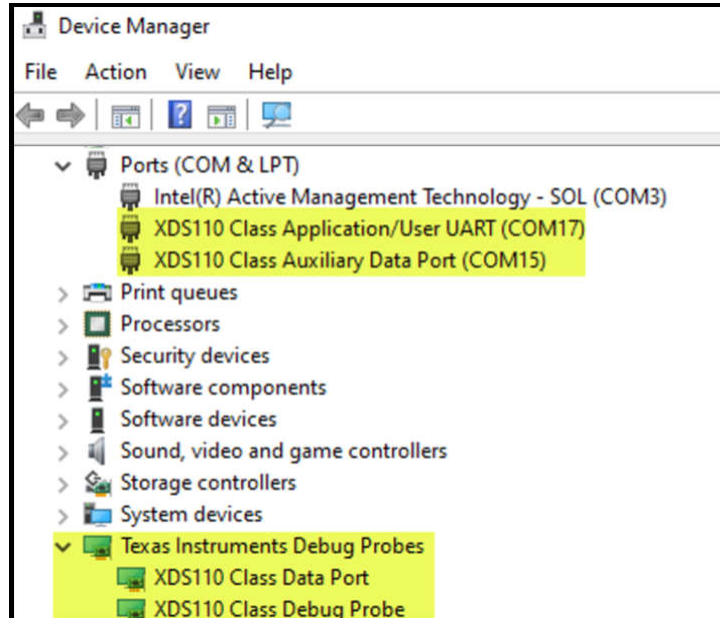 Device Manager
File Action View Help
Ports (COM & LPT)
Intel(R) Active Management Technology - SOL (COM3)
XDS110 Class Application/User UART (COM17)
XDS110 Class Auxiliary Data Port (COM15)
Print queues
Processors
Security devices
Software components
Software devices
Sound, video and game controllers
Storage controllers
System devices
Texas Instruments Debug Probes
XDS110 Class Data Port
XDS110 Class Debug Probe